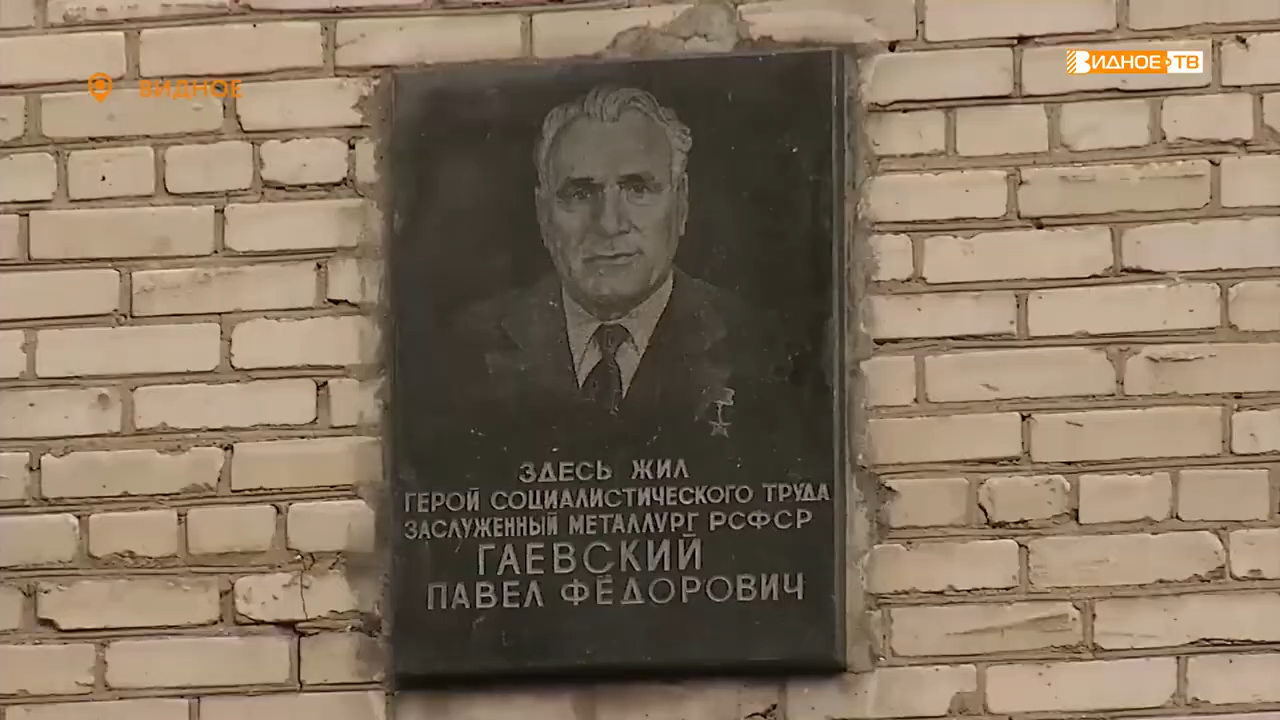 ВИДНОЕ
ВИДНОЕ ТВ
ЗДЕСЬ ЖИЛ
ГЕРОЙ СОЦИАЛИСТИЧЕСКОГО ТРУДА
ЗАСЛУЖЕННЫЙ МЕТАЛЛУРГ РСФСР
ГАЕВСКИЙ
ПАВЕЛ ФЁДОРОВИЧ